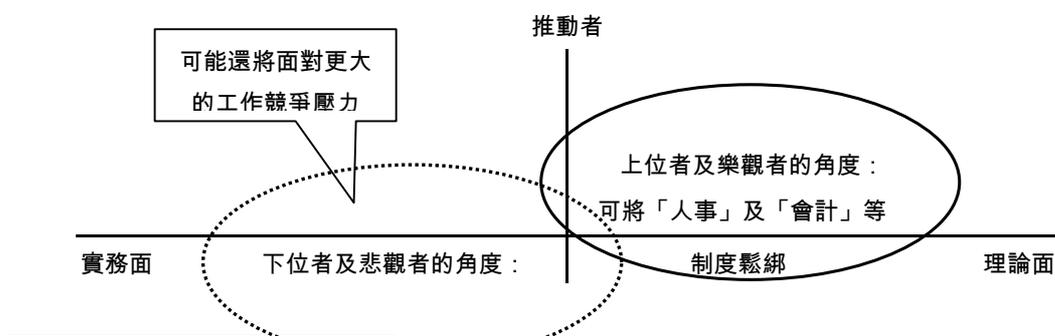 推動者
可能還將面對更大
的工作競爭壓力
上位者及樂觀者的角度：
可將「人事」及「會計」等
制度鬆綁
實務面
下位者及悲觀者的角度：
理論面